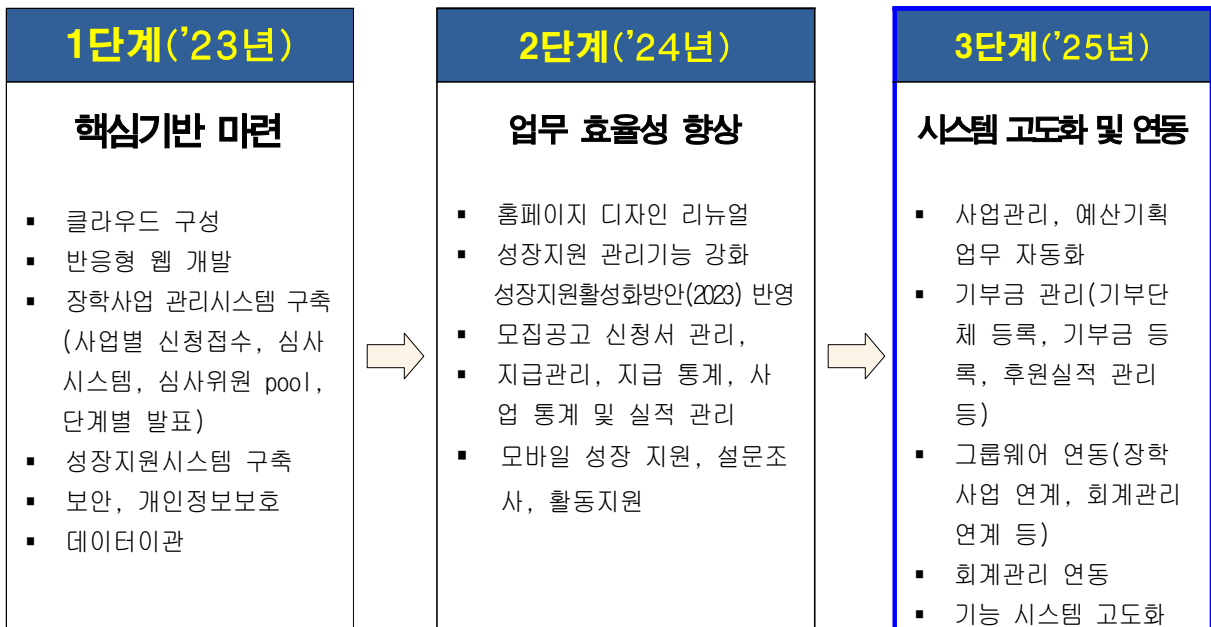 1단계('23년)
핵심기반 마련
▪ 클라우드 구성
▪ 반응형 웹 개발
▪ 장학사업 관리시스템 구축
(사업별 신청접수, 심사
시스템, 심사위원 pool,
단계별 발표)
▪ 성장지원시스템 구축
▪ 보안, 개인정보보호
▪ 데이터이관
2단계('24년)
업무 효율성 향상
▪ 홈페이지 디자인 리뉴얼
▪ 성장지원 관리기능 강화
성장지원활성화방안(2023) 반영
▪ 모집공고 신청서 관리,
▪ 지급관리, 지급 통계, 사
업 통계 및 실적 관리
▪ 모바일 성장 지원, 설문조
사, 활동지원
3단계('25년)
시스템 고도화 및 연동
▪ 사업관리, 예산기획
업무 자동화
▪ 기부금 관리(기부단
체 등록, 기부금 등
록, 후원실적 관리
등)
▪ 그룹웨어 연동(장학
사업 연계, 회계관리
연계 등)
▪ 회계관리 연동
▪ 기능 시스템 고도화